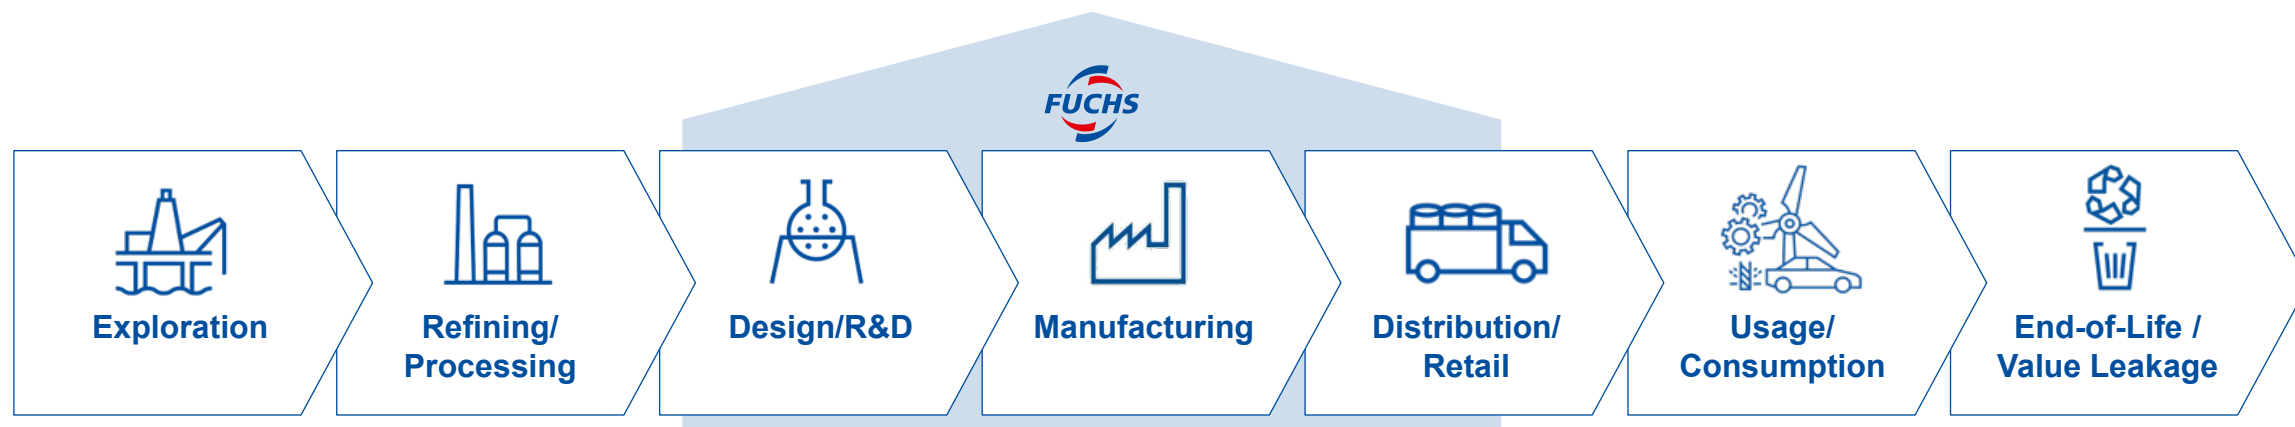 FUCHS
Exploration
Refining/
Processing
Design/R&D
Manufacturing
Distribution/
Retail
Usage/
Consumption
End-of-Life /
Value Leakage